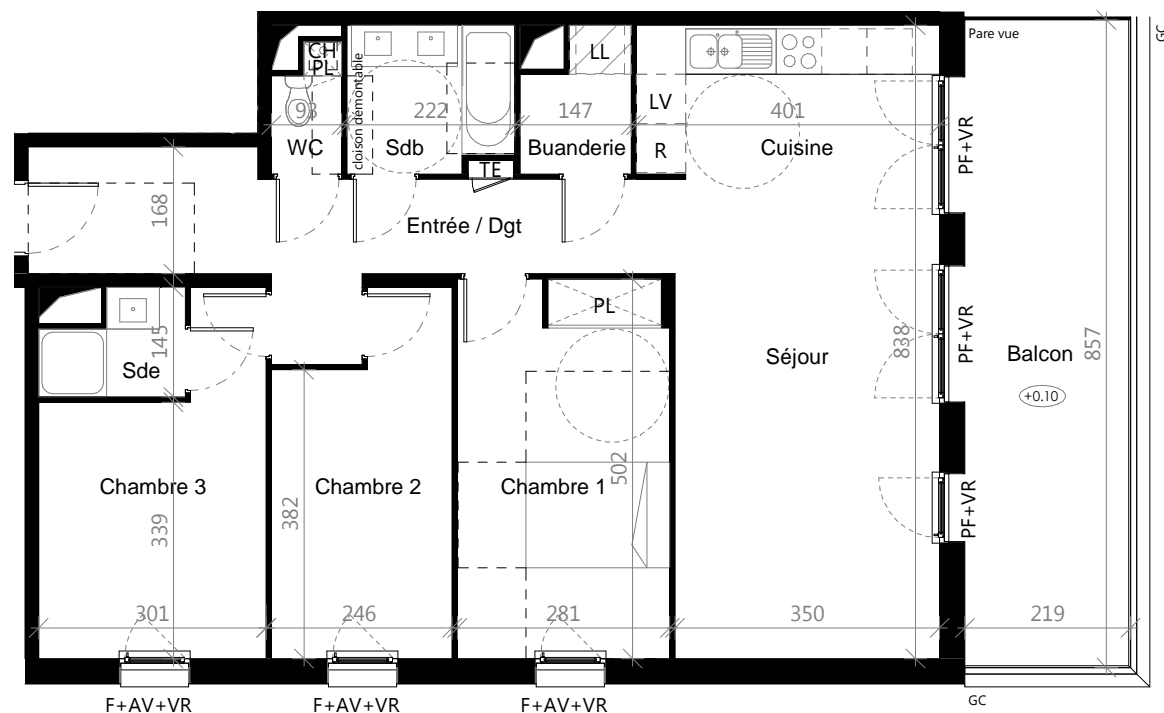 Pare vue
GC
CH
PL
LL
cloison démontable
93
222
147
401
LV
R
WC
Sdb
Buanderie
Cuisine
PF+VR
TE
168
Entrée / Dgt
PL
145
Sde
Séjour
838
PF+VR
Balcon
857
+0.10
Chambre 3
Chambre 2
Chambre 1
502
339
382
PF+VR
301
246
281
350
219
F+AV+VR
F+AV+VR
F+AV+VR
GC